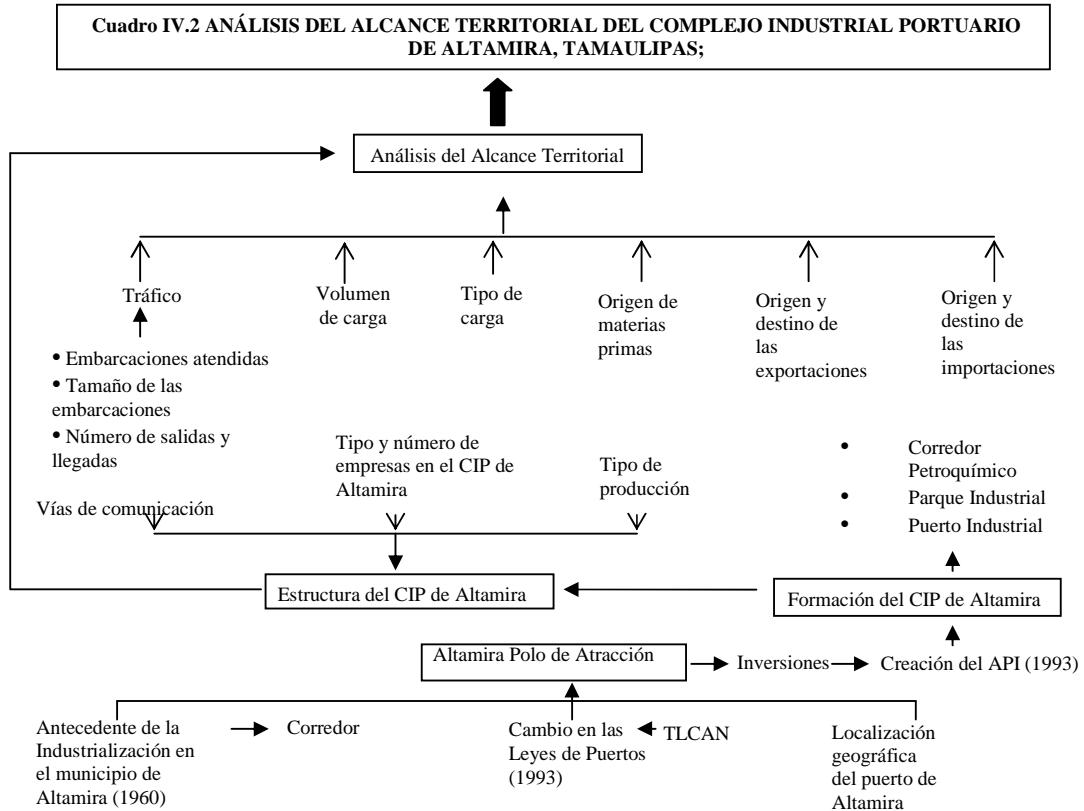 Cuadro IV.2 ANÁLISIS DEL ALCANCE TERRITORIAL DEL COMPLEJO INDUSTRIAL PORTUARIO
DE ALTAMIRA, TAMAULIPAS;
Análisis del Alcance Territorial
Tráfico
Volumen
de carga
Tipo de
carga
Origen de
materias
primas
Origen y
destino de
las
exportaciones
Origen y
destino de
las
importaciones
• Embarcaciones atendidas
• Tamaño de las
embarcaciones
• Número de salidas y
llegadas
Vías de comunicación
Tipo y número de
empresas en el CIP de
Altamira
Tipo de
producción
• Corredor
Petroquímico
• Parque Industrial
• Puerto Industrial
Estructura del CIP de Altamira
Formación del CIP de Altamira
Altamira Polo de Atracción
Inversiones
Creación del API (1993)
Antecedente de la
Industrialización en
el municipio de
Altamira (1960)
Corredor
Cambio en las
Leyes de Puertos
(1993)
TLCAN
Localización
geográfica
del puerto de
Altamira